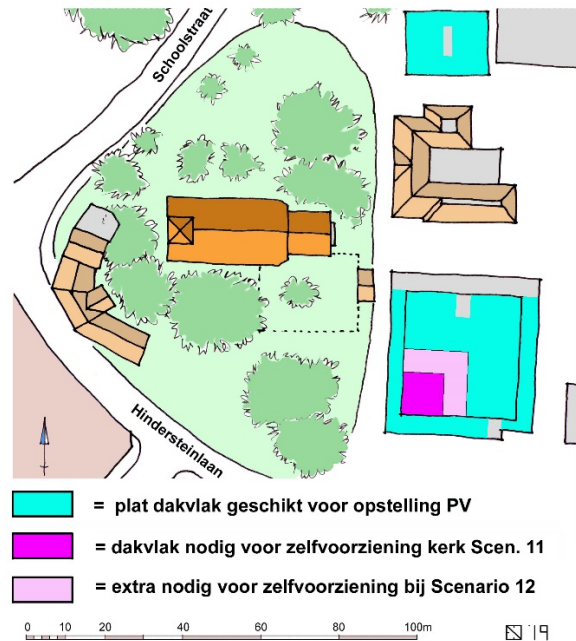 Schoolstraat
Hindersteinlaan
= plat dakvlak geschikt voor opstelling PV
= dakvlak nodig voor zelfvoorziening kerk Scen. 11
= extra nodig voor zelfvoorziening bij Scenario 12
0 10 20 40 60 80 100m
'19